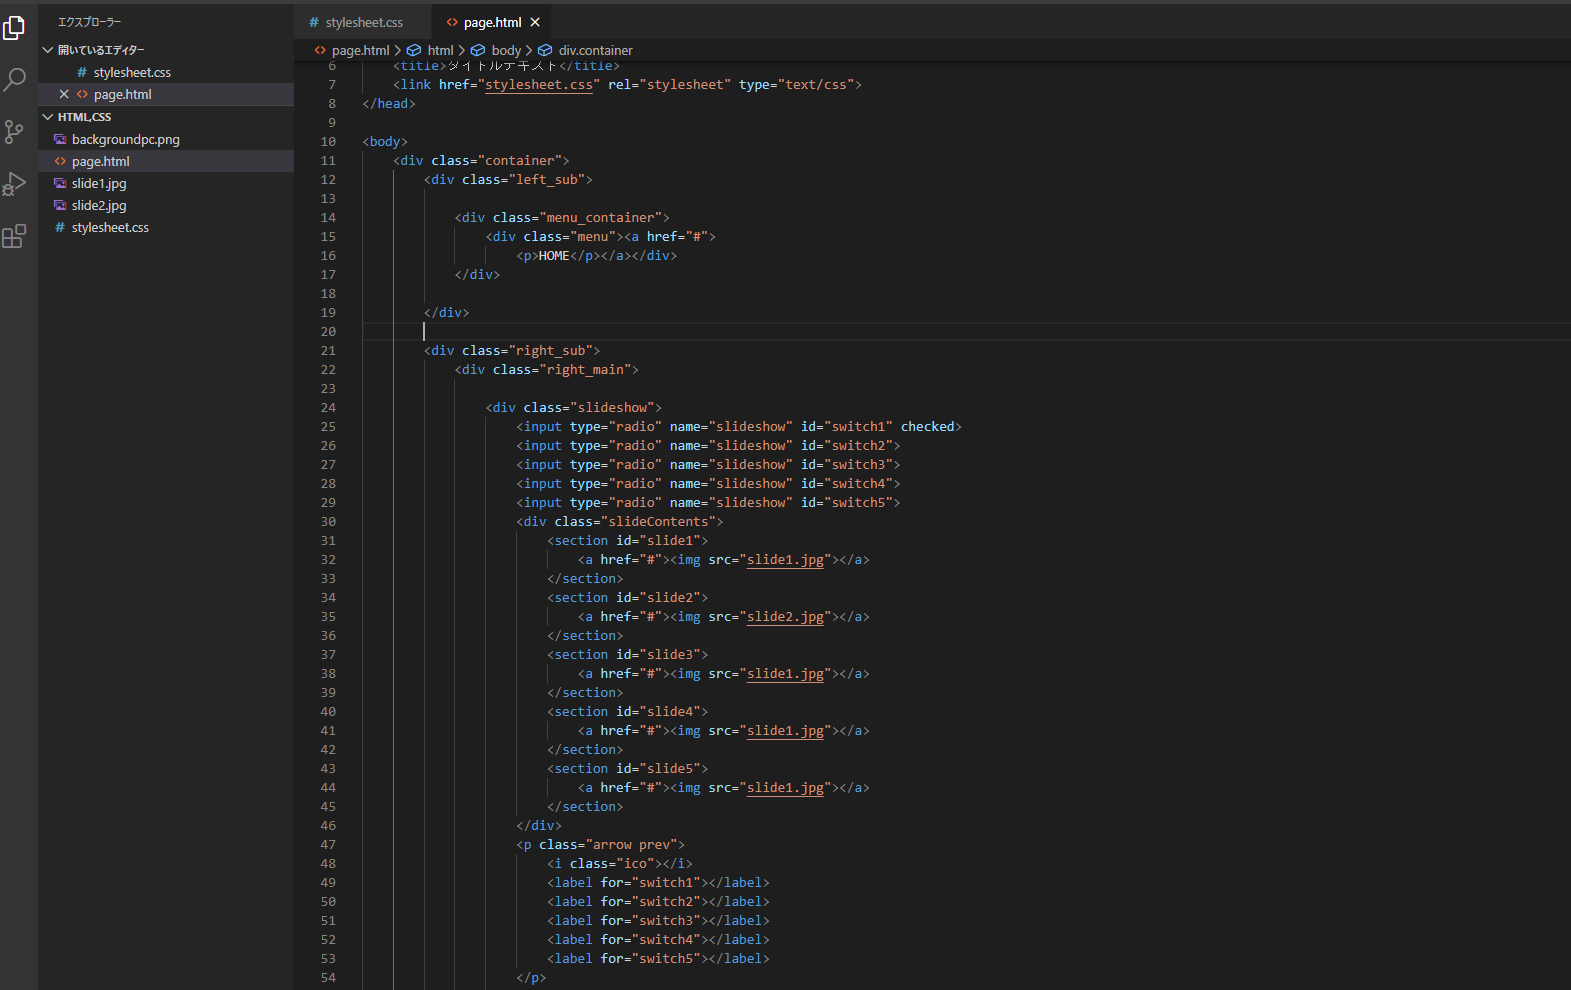 エクスプローラー
開いているエディター
# stylesheet.css
<> page.html
HTML,CSS
backgroundpc.png
<> page.html
slide1.jpg
slide2.jpg
# stylesheet.css
# stylesheet.css
<> page.html
<> page.html > html > body > div.container
6 <title>タイトルテキスト</title>
7 <link href="stylesheet.css" rel="stylesheet" type="text/css">
8 </head>
9
10 <body>
11 <div class="container">
12 <div class="left_sub">
13
14 <div class="menu_container">
15 <div class="menu"><a href="#">
16 <p>HOME</p></a></div>
17 </div>
18
19 </div>
20
21 <div class="right_sub">
22 <div class="right_main">
23
24 <div class="slideshow">
25 <input type="radio" name="slideshow" id="switch1" checked>
26 <input type="radio" name="slideshow" id="switch2">
27 <input type="radio" name="slideshow" id="switch3">
28 <input type="radio" name="slideshow" id="switch4">
29 <input type="radio" name="slideshow" id="switch5">
30 <div class="slideContents">
31 <section id="slide1">
32 <a href="#"><img src="slide1.jpg"></a>
33 </section>
34 <section id="slide2">
35 <a href="#"><img src="slide2.jpg"></a>
36 </section>
37 <section id="slide3">
38 <a href="#"><img src="slide1.jpg"></a>
39 </section>
40 <section id="slide4">
41 <a href="#"><img src="slide1.jpg"></a>
42 </section>
43 <section id="slide5">
44 <a href="#"><img src="slide1.jpg"></a>
45 </section>
46 </div>
47 <p class="arrow prev">
48 <i class="ico"></i>
49 <label for="switch1"></label>
50 <label for="switch2"></label>
51 <label for="switch3"></label>
52 <label for="switch4"></label>
53 <label for="switch5"></label>
54 </p>